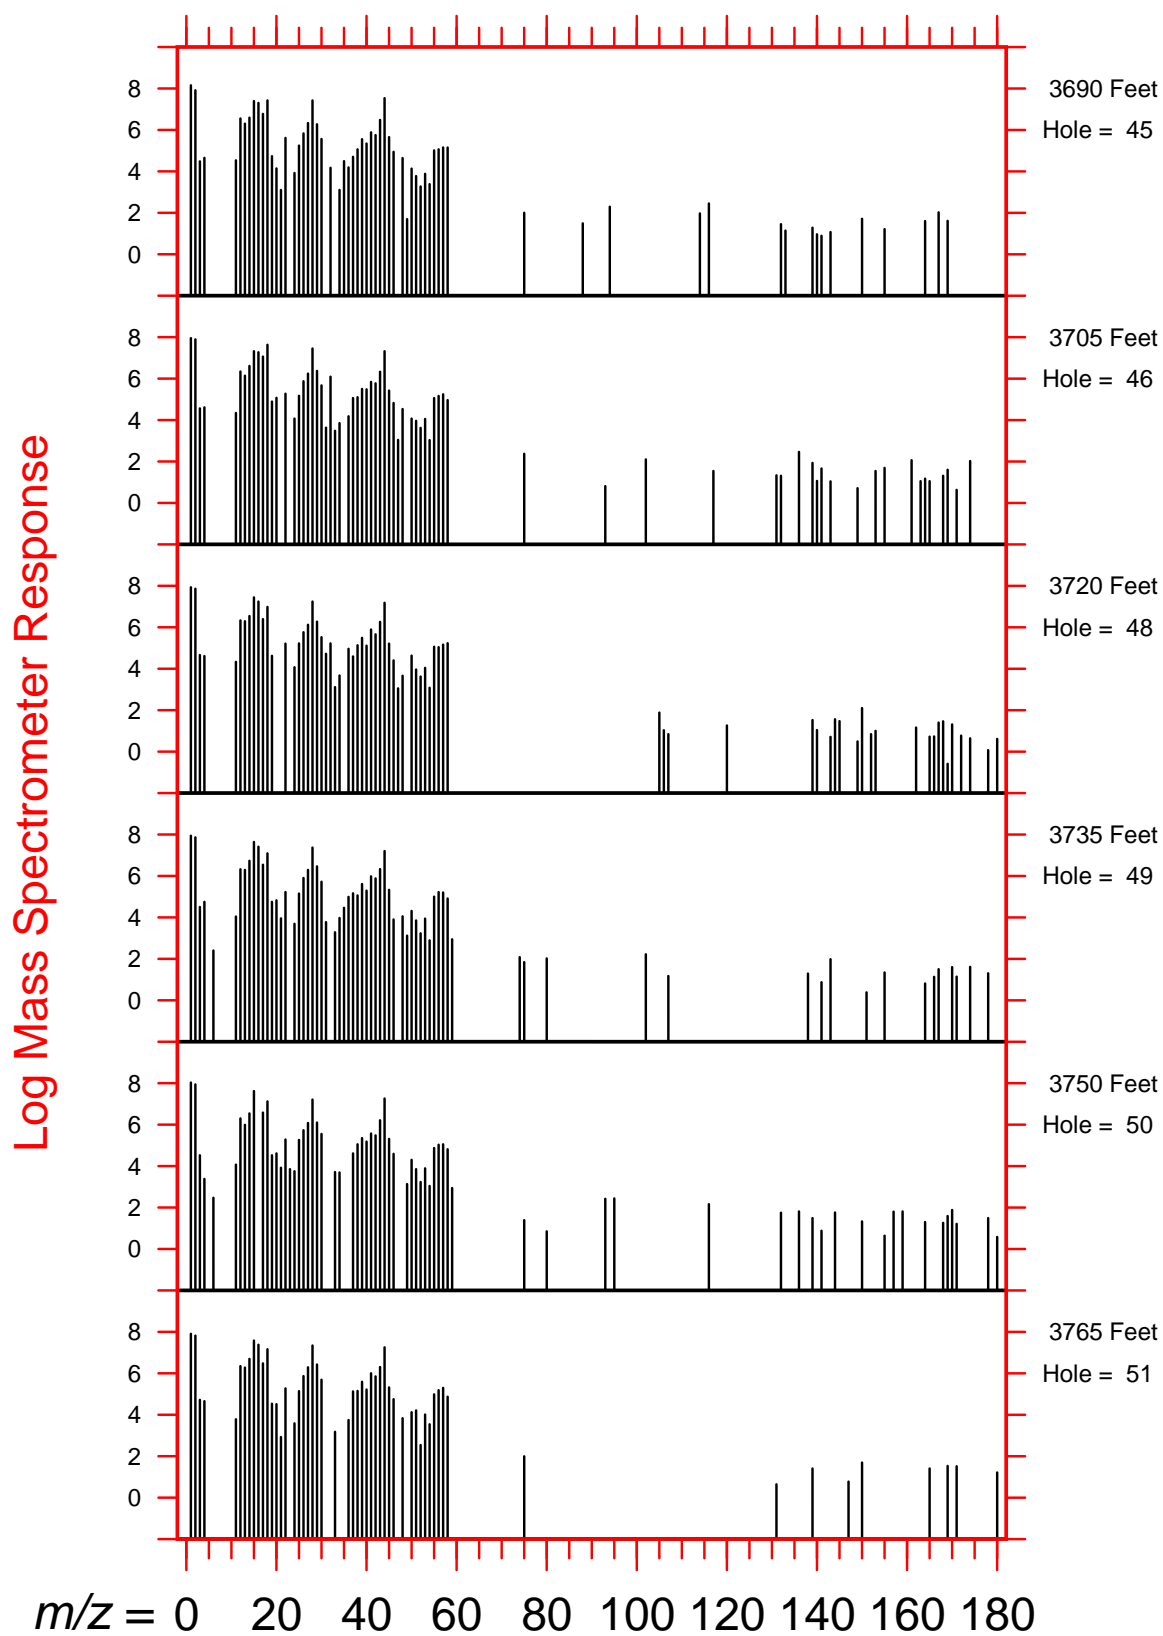 Log Mass Spectrometer Response
8
6
4
2
0
3690 Feet
Hole = 45
8
6
4
2
0
3705 Feet
Hole = 46
8
6
4
2
0
3720 Feet
Hole = 48
8
6
4
2
0
3735 Feet
Hole = 49
8
6
4
2
0
3750 Feet
Hole = 50
8
6
4
2
0
3765 Feet
Hole = 51
m/z = 0 20 40 60 80 100 120 140 160 180